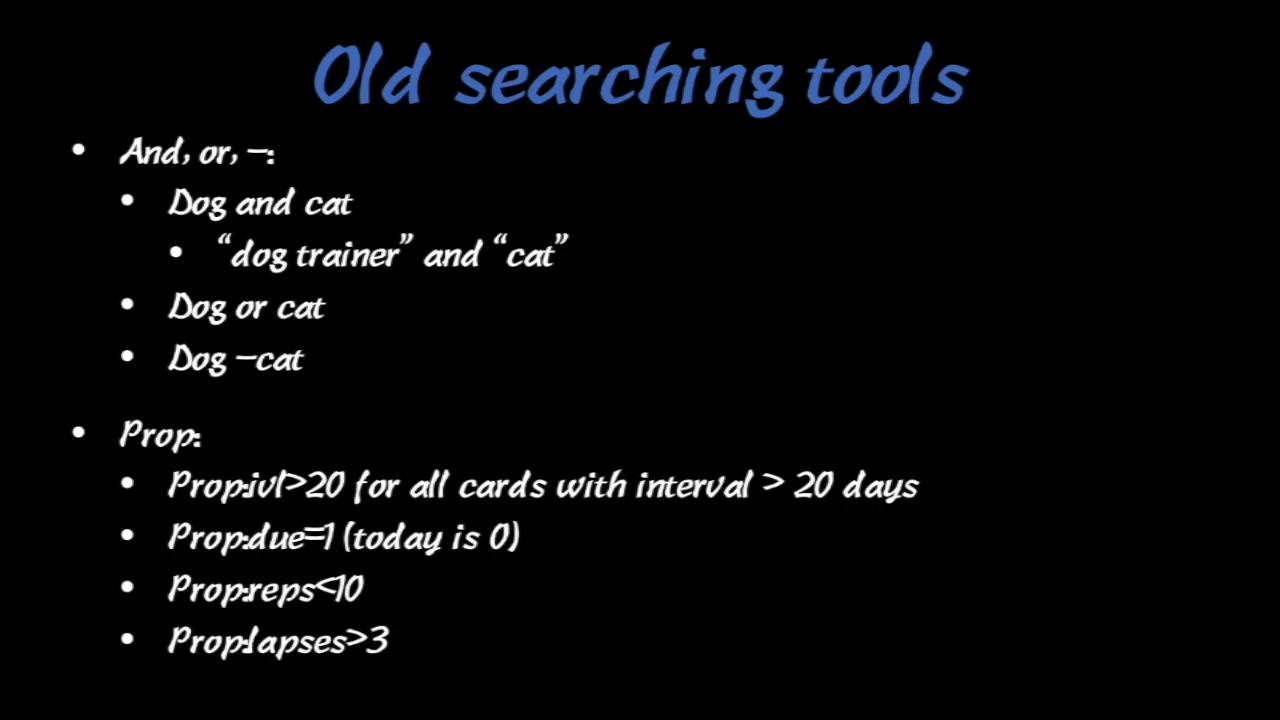 Old searching tools
• And, or, –:
• Dog and cat
• “dog trainer” and “cat”
• Dog or cat
• Dog –cat
• Prop:
• Prop:ivl>20 for all cards with interval > 20 days
• Prop:due=1 (today is 0)
• Prop:reps<10
• Prop:lapses>3